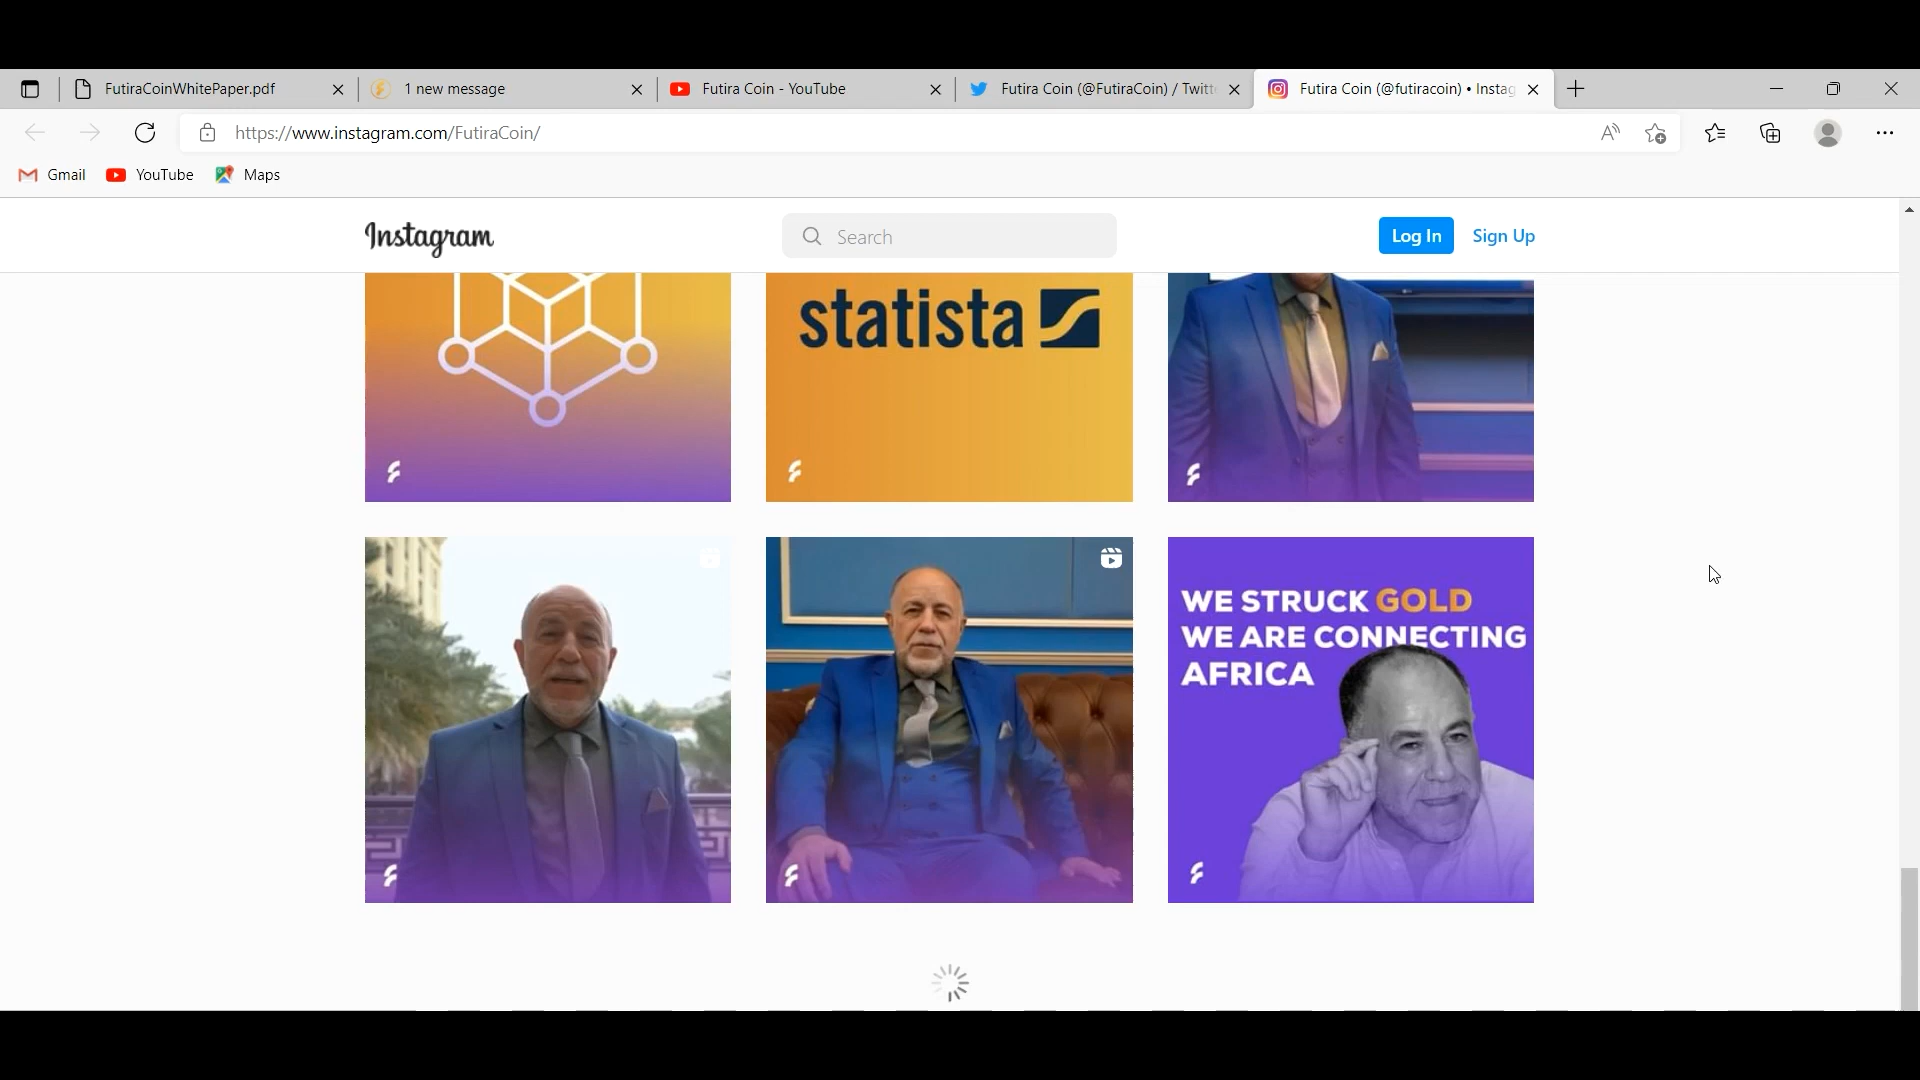 FutiraCoinWhitePaper.pdf
1 new message
Futira Coin - YouTube
Futira Coin (@FutiraCoin) / Twitt
Futira Coin (@futiracoin) • Instag
https://www.instagram.com/FutiraCoin/
Gmail
YouTube
Maps
Instagram
Search
Log In
Sign Up
statista
WE STRUCK GOLD
WE ARE CONNECTING
AFRICA